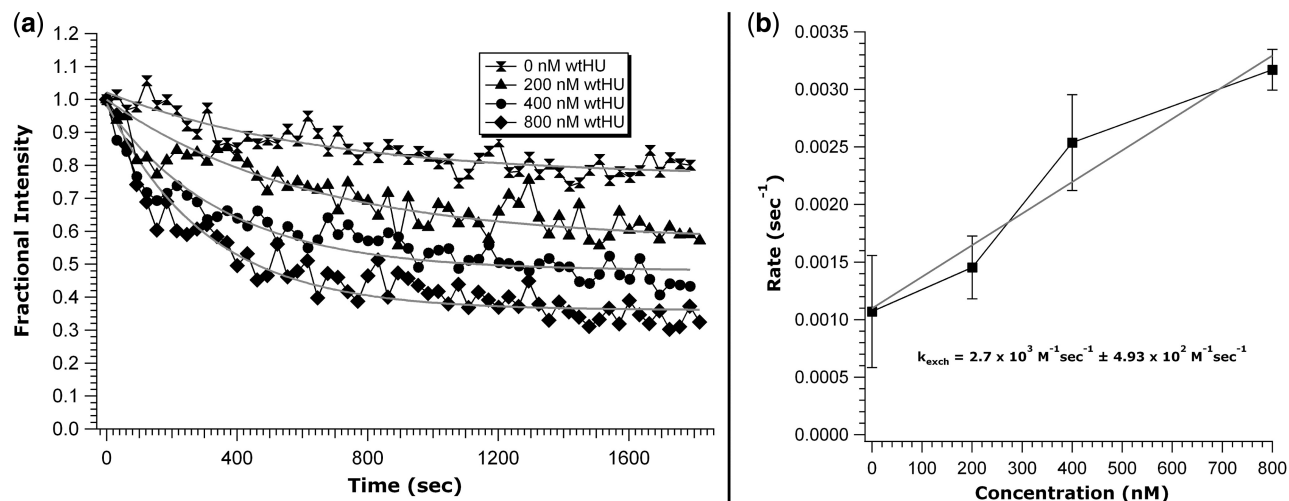 (a)
1.2
1.1
1.0
0.9
0.8
0.7
0.6
0.5
0.4
0.3
0.2
0.1
0.0
Fractional Intensity
0 nM wtHU
200 nM wtHU
400 nM wtHU
800 nM wtHU
0 400 800 1200 1600
Time (sec)
(b)
0.0035
0.0030
0.0025
0.0020
0.0015
0.0010
0.0005
0.0000
Rate (sec⁻¹)
k_exch = 2.7 x 10³ M⁻¹sec⁻¹ ± 4.93 x 10² M⁻¹sec⁻¹
0 100 200 300 400 500 600 700 800
Concentration (nM)